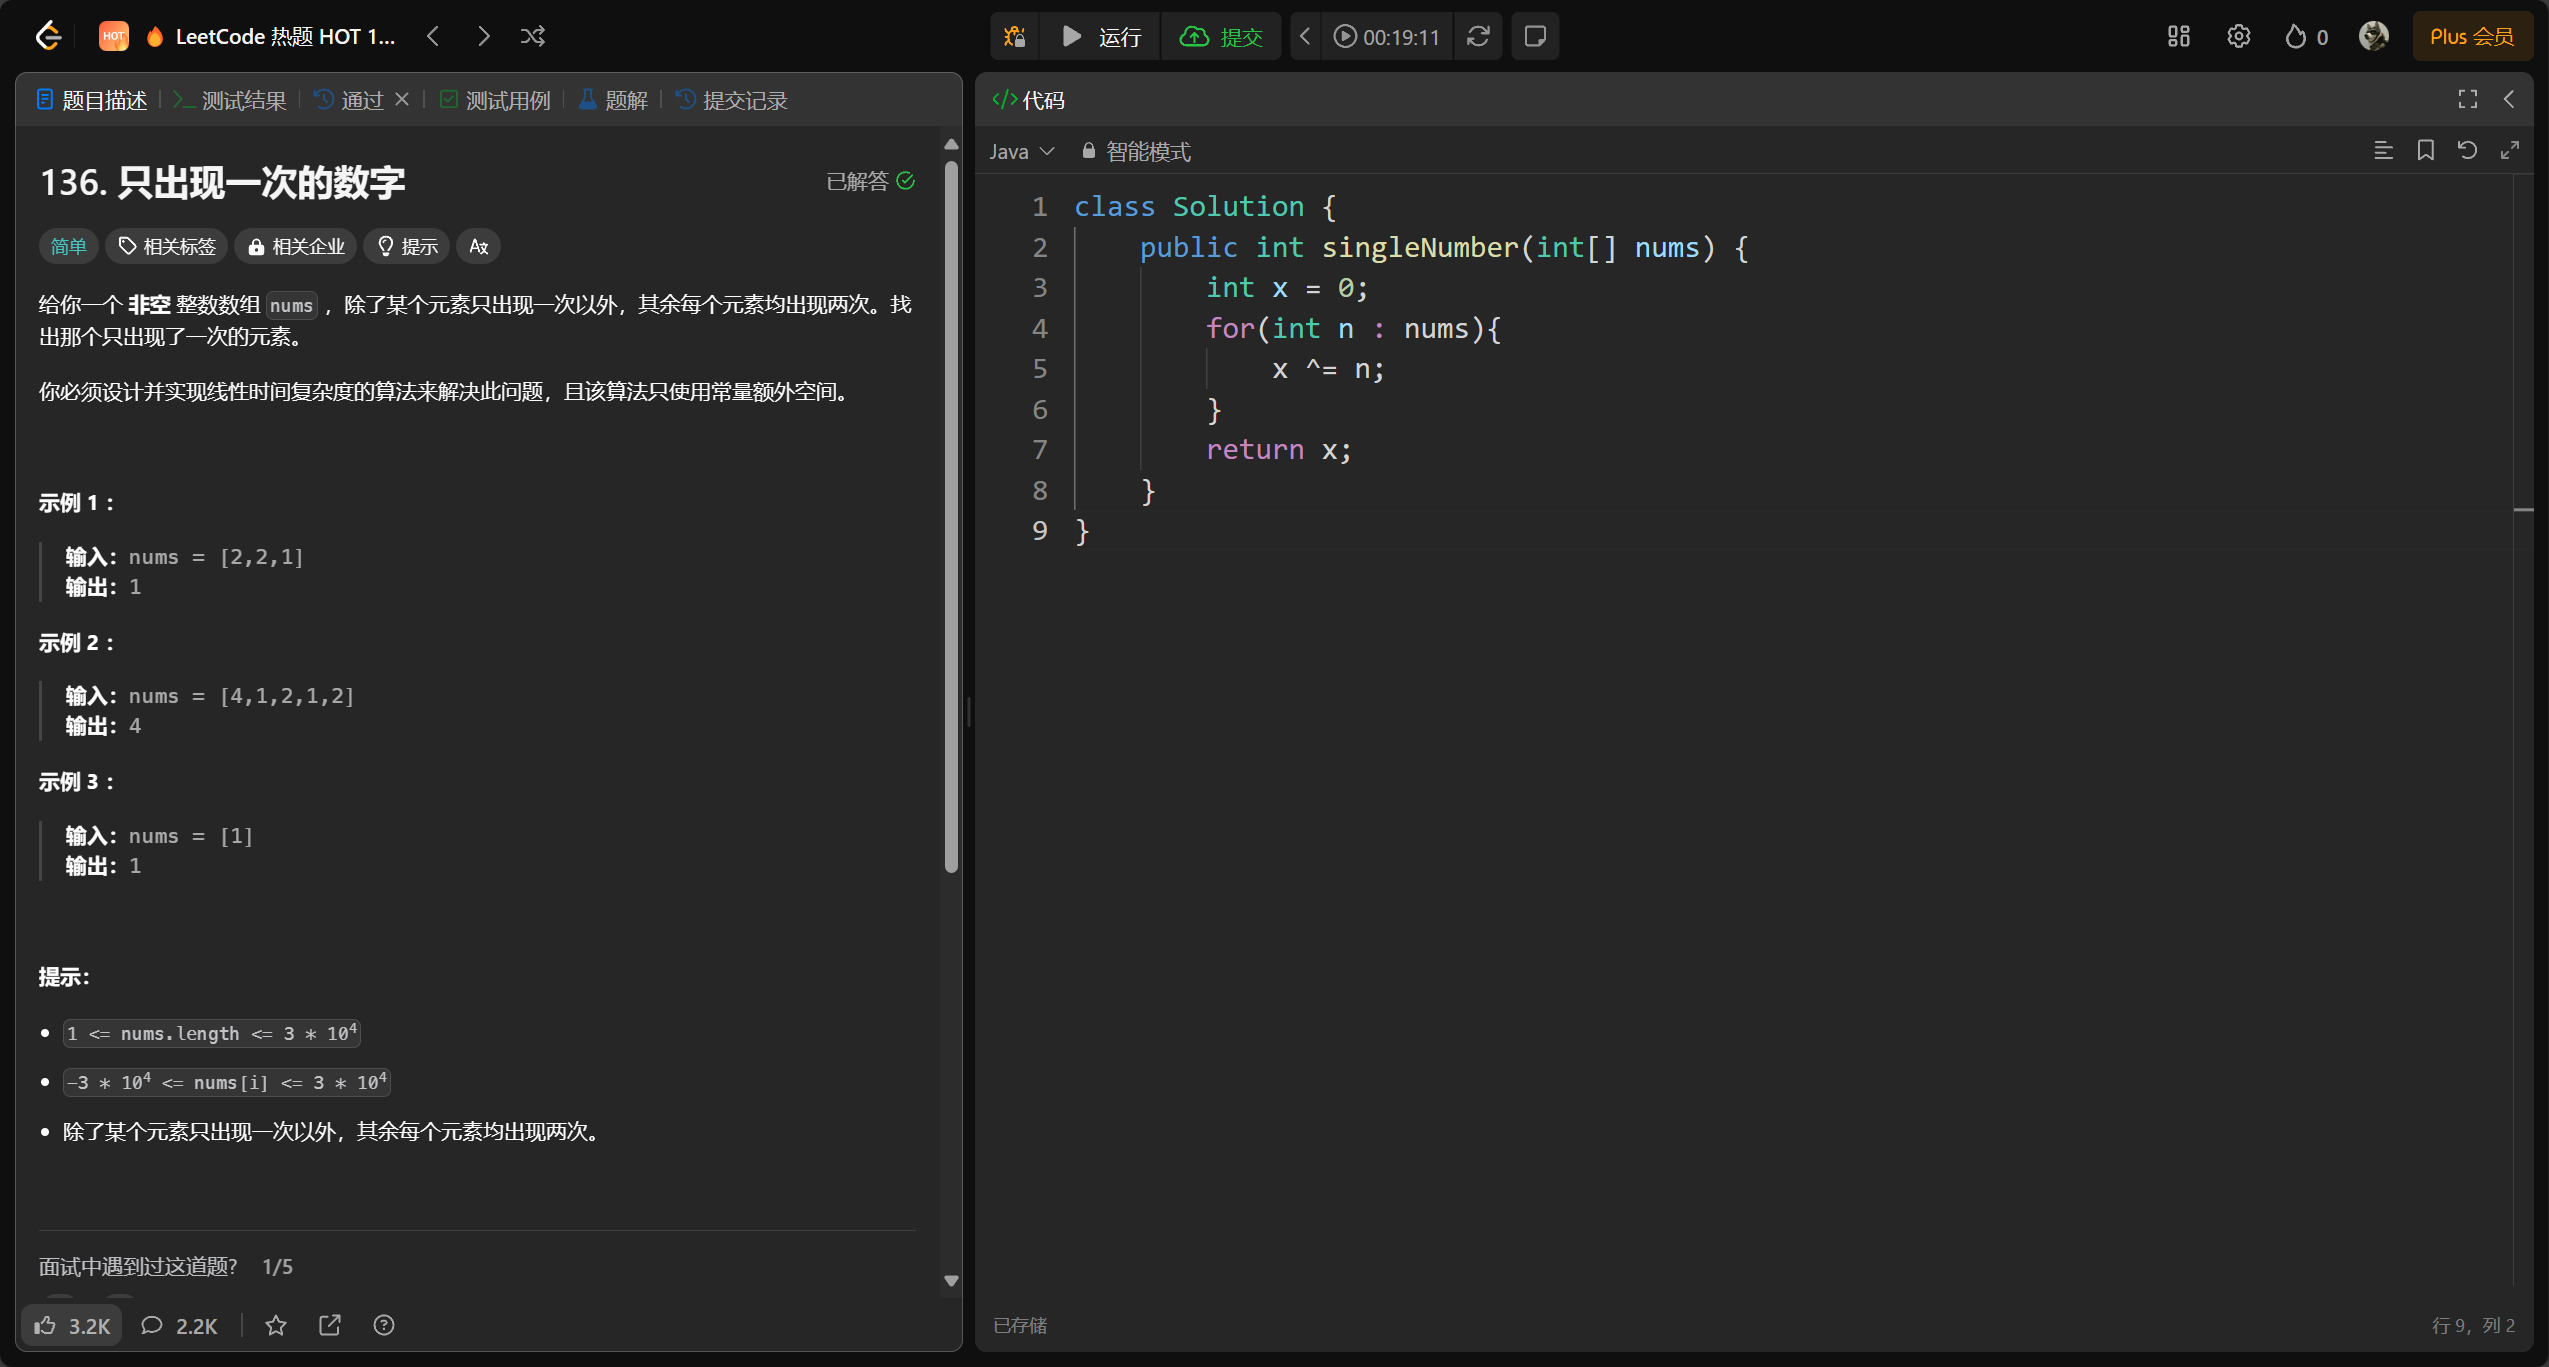 HOT LeetCode 热题 HOT 1...
运行
提交
00:19:11
0
Plus 会员
题目描述
测试结果
通过
测试用例
题解
提交记录
136. 只出现一次的数字
已解答
简单
相关标签
相关企业
提示
给你一个 非空 整数数组 nums ，除了某个元素只出现一次以外，其余每个元素均出现两次。找
出那个只出现了一次的元素。
你必须设计并实现线性时间复杂度的算法来解决此问题，且该算法只使用常量额外空间。
示例 1 ：
输入：nums = [2,2,1]
输出：1
示例 2 ：
输入：nums = [4,1,2,1,2]
输出：4
示例 3 ：
输入：nums = [1]
输出：1
提示：
1 <= nums.length <= 3 * 10⁴
-3 * 10⁴ <= nums[i] <= 3 * 10⁴
除了某个元素只出现一次以外，其余每个元素均出现两次。
面试中遇到过这道题? 1/5
3.2K
2.2K
</>代码
Java
智能模式
1 class Solution {
2     public int singleNumber(int[] nums) {
3         int x = 0;
4         for(int n : nums){
5             x ^= n;
6         }
7         return x;
8     }
9 }
已存储
行 9，列 2